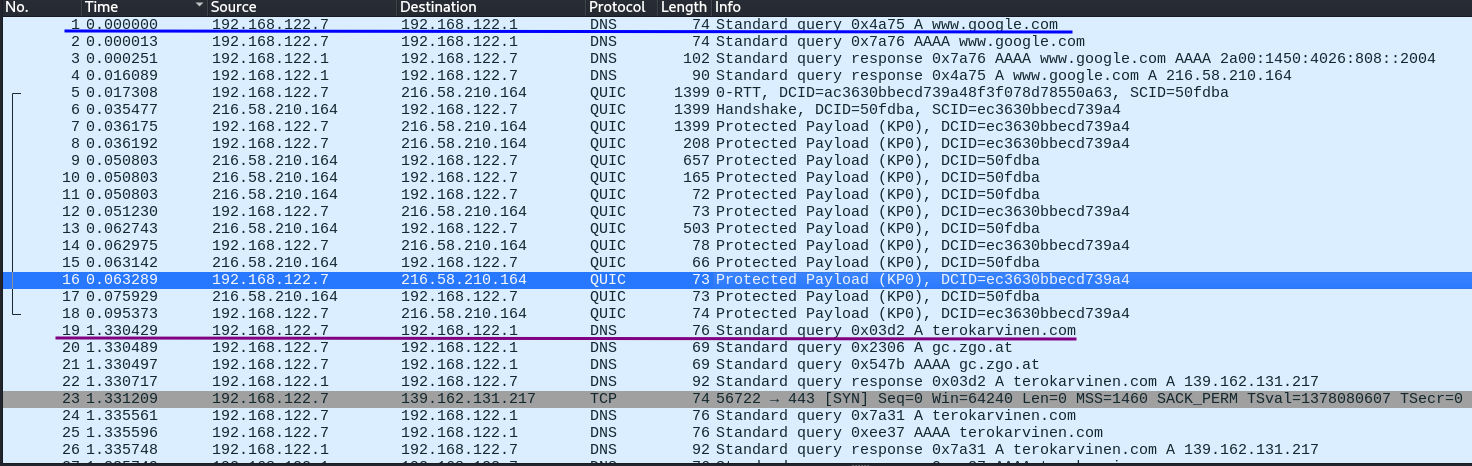 No. Time Source Destination Protocol Length Info
1 0.000000 192.168.122.7 192.168.122.1 DNS 74 Standard query 0x4a75 A www.google.com
2 0.000013 192.168.122.7 192.168.122.1 DNS 74 Standard query 0x7a76 AAAA www.google.com
3 0.000251 192.168.122.1 192.168.122.7 DNS 102 Standard query response 0x7a76 AAAA www.google.com AAAA 2a00:1450:4026:808::2004
4 0.016089 192.168.122.1 192.168.122.7 DNS 90 Standard query response 0x4a75 A www.google.com A 216.58.210.164
5 0.017308 192.168.122.7 216.58.210.164 QUIC 1399 0-RTT, DCID=ac3630bbecd739a48f3f078d78550a63, SCID=50fdba
6 0.035477 216.58.210.164 192.168.122.7 QUIC 1399 Handshake, DCID=50fdba, SCID=ec3630bbecd739a4
7 0.036175 192.168.122.7 216.58.210.164 QUIC 1399 Protected Payload (KP0), DCID=ec3630bbecd739a4
8 0.036192 192.168.122.7 216.58.210.164 QUIC 208 Protected Payload (KP0), DCID=ec3630bbecd739a4
9 0.050803 216.58.210.164 192.168.122.7 QUIC 657 Protected Payload (KP0), DCID=50fdba
10 0.050803 216.58.210.164 192.168.122.7 QUIC 165 Protected Payload (KP0), DCID=50fdba
11 0.050803 216.58.210.164 192.168.122.7 QUIC 72 Protected Payload (KP0), DCID=50fdba
12 0.051230 192.168.122.7 216.58.210.164 QUIC 73 Protected Payload (KP0), DCID=ec3630bbecd739a4
13 0.062743 216.58.210.164 192.168.122.7 QUIC 503 Protected Payload (KP0), DCID=50fdba
14 0.062975 192.168.122.7 216.58.210.164 QUIC 78 Protected Payload (KP0), DCID=ec3630bbecd739a4
15 0.063142 216.58.210.164 192.168.122.7 QUIC 66 Protected Payload (KP0), DCID=50fdba
16 0.063289 192.168.122.7 216.58.210.164 QUIC 73 Protected Payload (KP0), DCID=ec3630bbecd739a4
17 0.075929 216.58.210.164 192.168.122.7 QUIC 73 Protected Payload (KP0), DCID=50fdba
18 0.095373 192.168.122.7 216.58.210.164 QUIC 74 Protected Payload (KP0), DCID=ec3630bbecd739a4
19 1.330429 192.168.122.7 192.168.122.1 DNS 76 Standard query 0x03d2 A terokarvinen.com
20 1.330489 192.168.122.7 192.168.122.1 DNS 69 Standard query 0x2306 A gc.zgo.at
21 1.330497 192.168.122.7 192.168.122.1 DNS 69 Standard query 0x547b AAAA gc.zgo.at
22 1.330717 192.168.122.1 192.168.122.7 DNS 92 Standard query response 0x03d2 A terokarvinen.com A 139.162.131.217
23 1.331209 192.168.122.7 139.162.131.217 TCP 74 56722 → 443 [SYN] Seq=0 Win=64240 Len=0 MSS=1460 SACK_PERM TSval=1378080607 TSecr=0
24 1.335561 192.168.122.7 192.168.122.1 DNS 76 Standard query 0x7a31 A terokarvinen.com
25 1.335596 192.168.122.7 192.168.122.1 DNS 76 Standard query 0xee37 AAAA terokarvinen.com
26 1.335748 192.168.122.1 192.168.122.7 DNS 92 Standard query response 0x7a31 A terokarvinen.com A 139.162.131.217